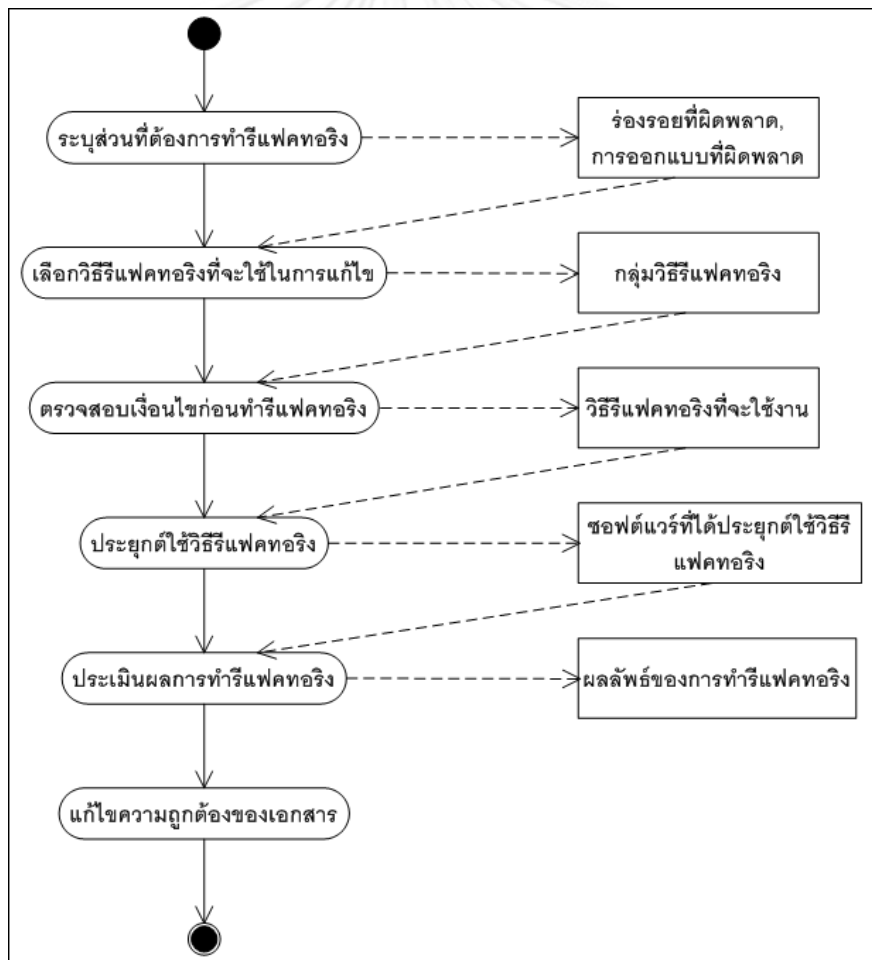 ระบุส่วนที่ต้องการทำรีแฟคทอริง
ร่องรอยที่ผิดพลาด,
การออกแบบที่ผิดพลาด
เลือกวิธีรีแฟคทอริงที่จะใช้ในการแก้ไข
กลุ่มวิธีรีแฟคทอริง
ตรวจสอบเงื่อนไขก่อนทำรีแฟคทอริง
วิธีรีแฟคทอริงที่จะใช้งาน
ประยุกต์ใช้วิธีรีแฟคทอริง
ซอฟต์แวร์ที่ได้ประยุกต์ใช้วิธีรี
แฟคทอริง
ประเมินผลการทำรีแฟคทอริง
ผลลัพธ์ของการทำรีแฟคทอริง
แก้ไขความถูกต้องของเอกสาร